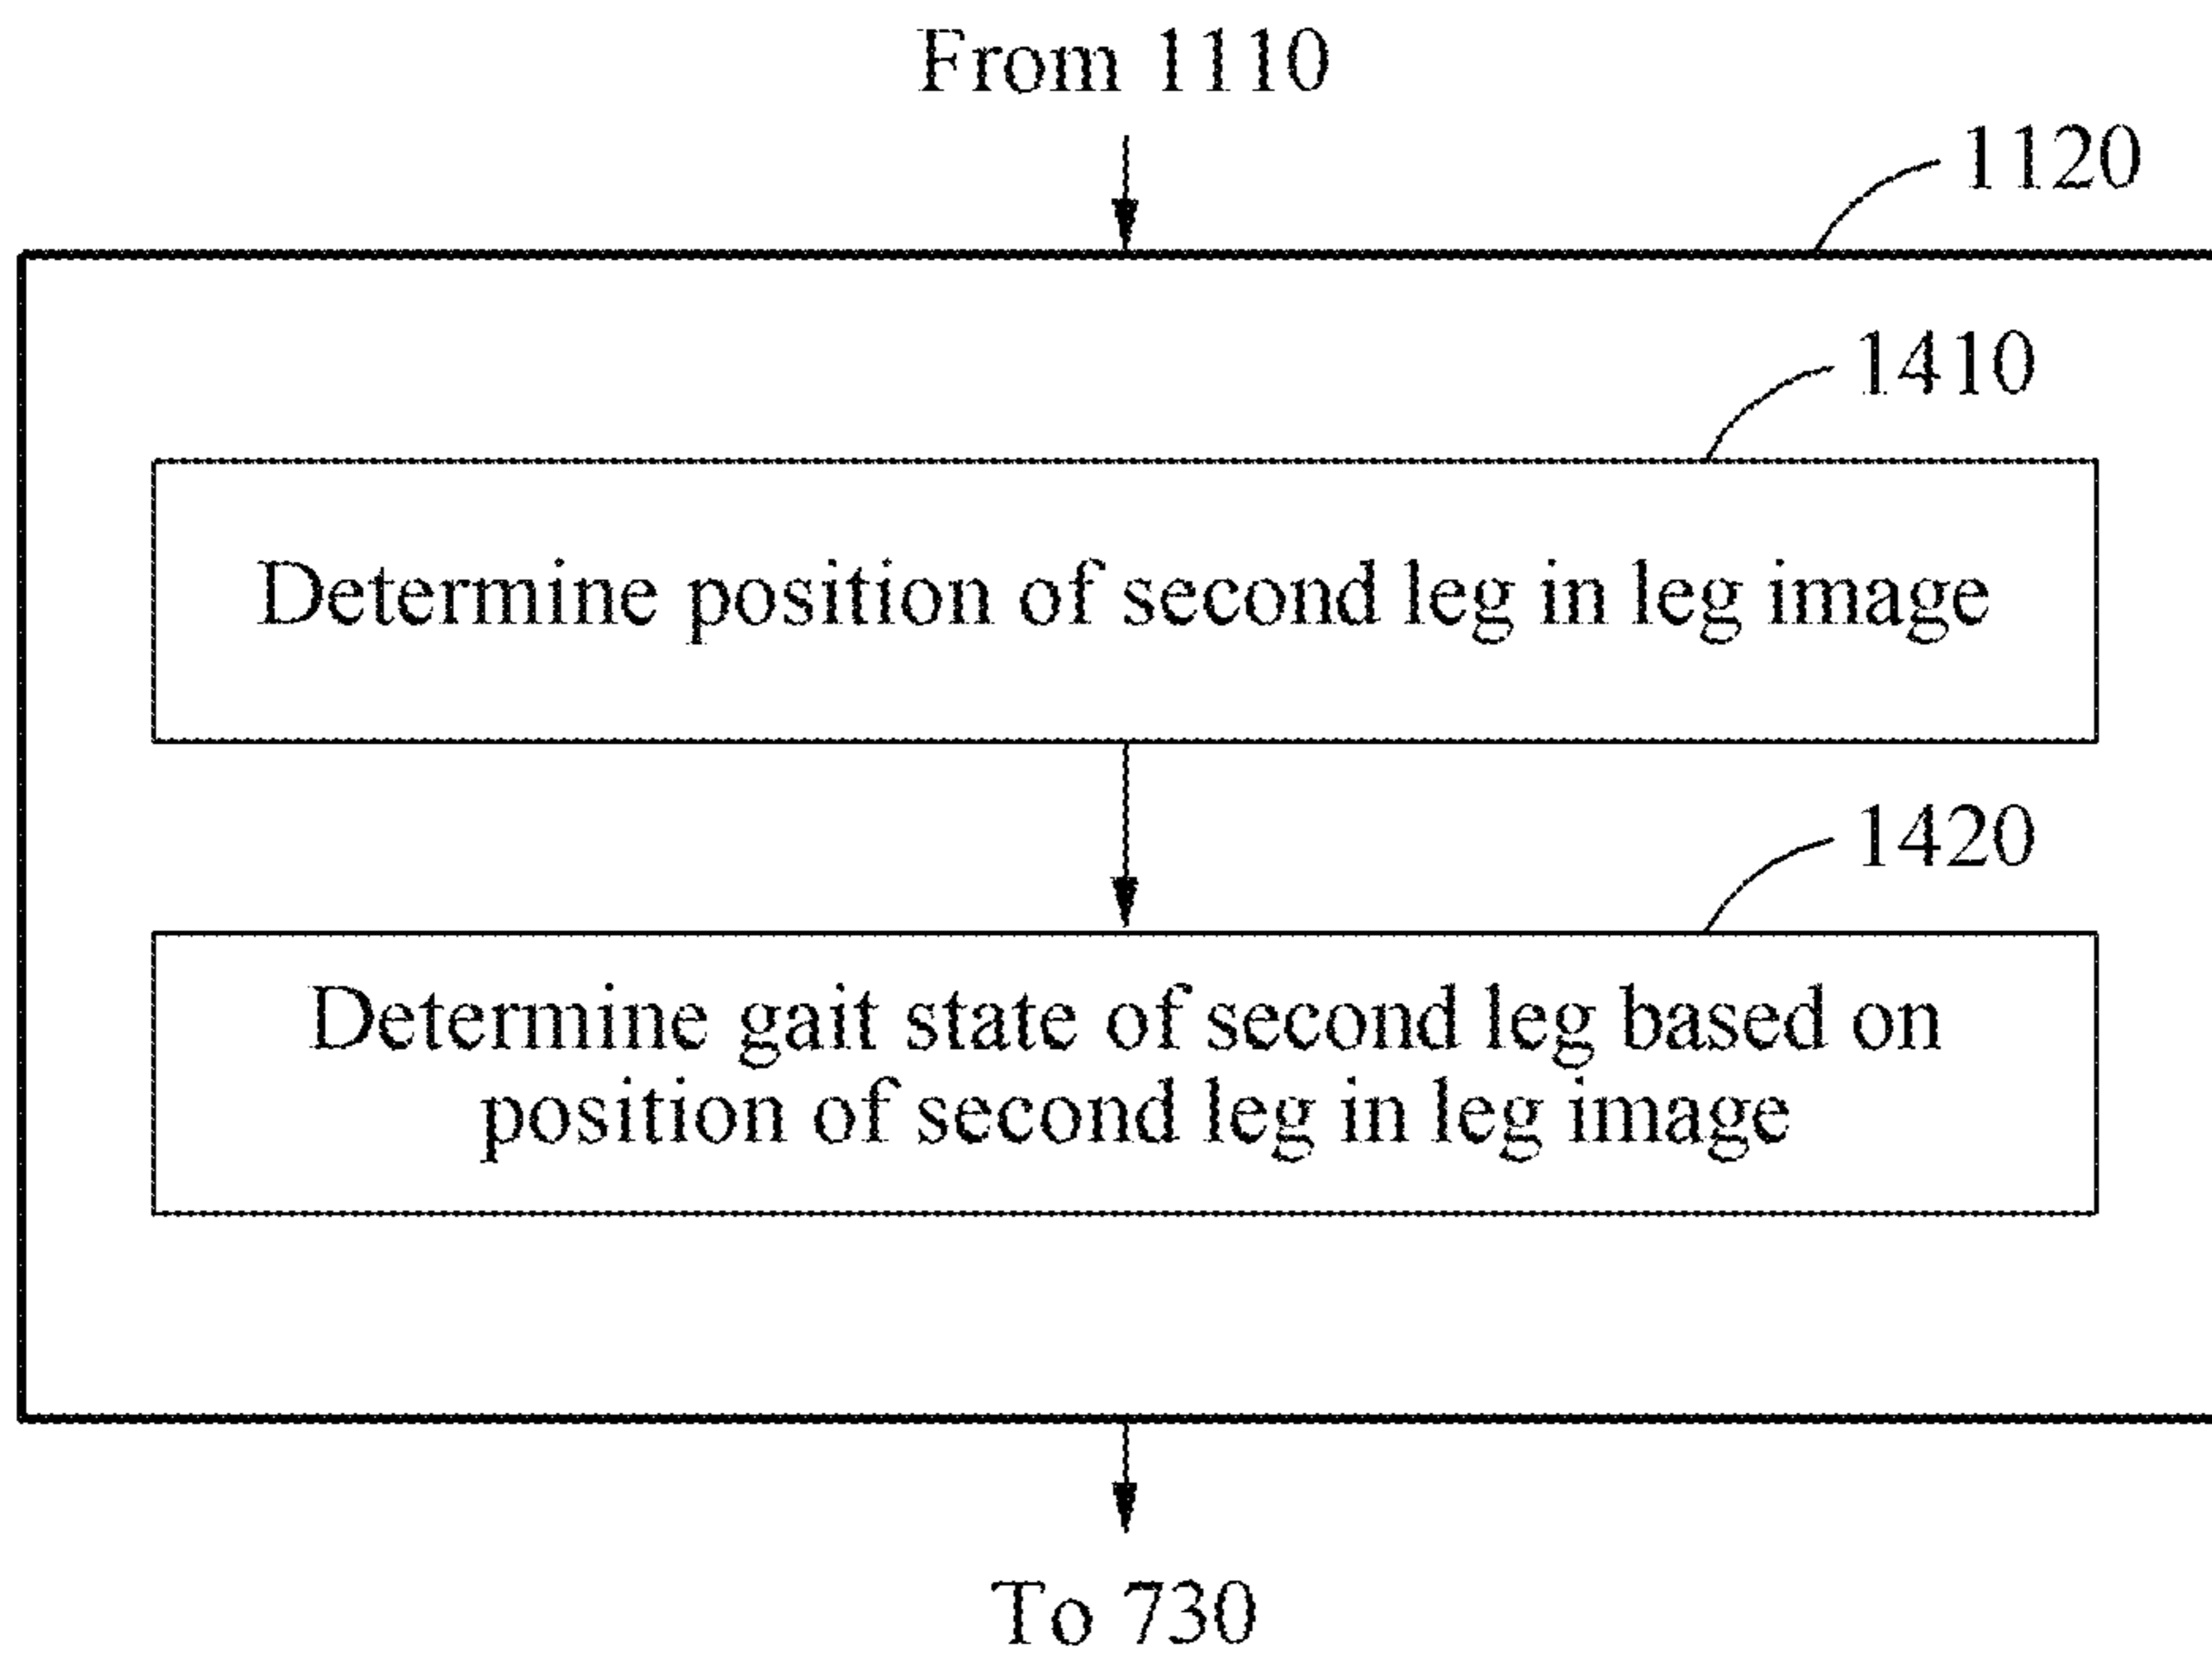 From 1110
1120
1410
Determine position of second leg in leg image
1420
Determine gait state of second leg based on
position of second leg in leg image
To 730